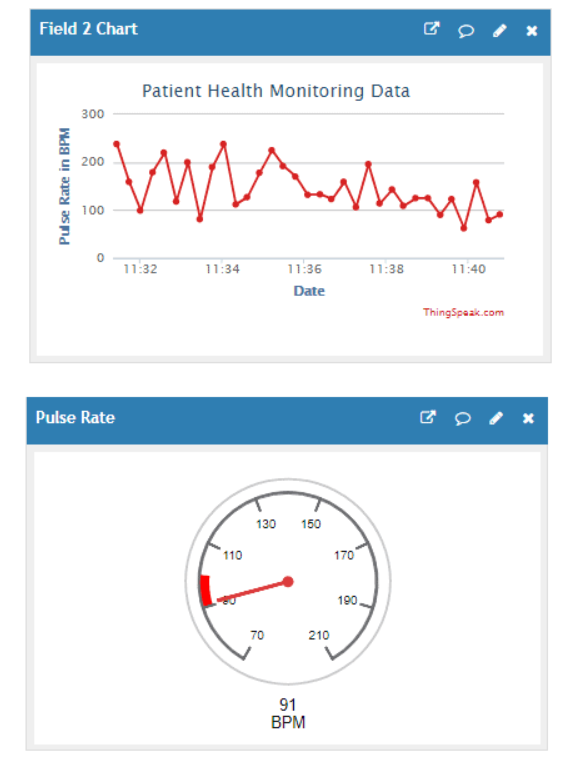 Field 2 Chart
Patient Health Monitoring Data
Pulse Rate in BPM
300
200
100
0
11:32 11:34 11:36 11:38 11:40
Date
ThingSpeak.com
Pulse Rate
130 150
110 170
90 190
70 210
91
BPM